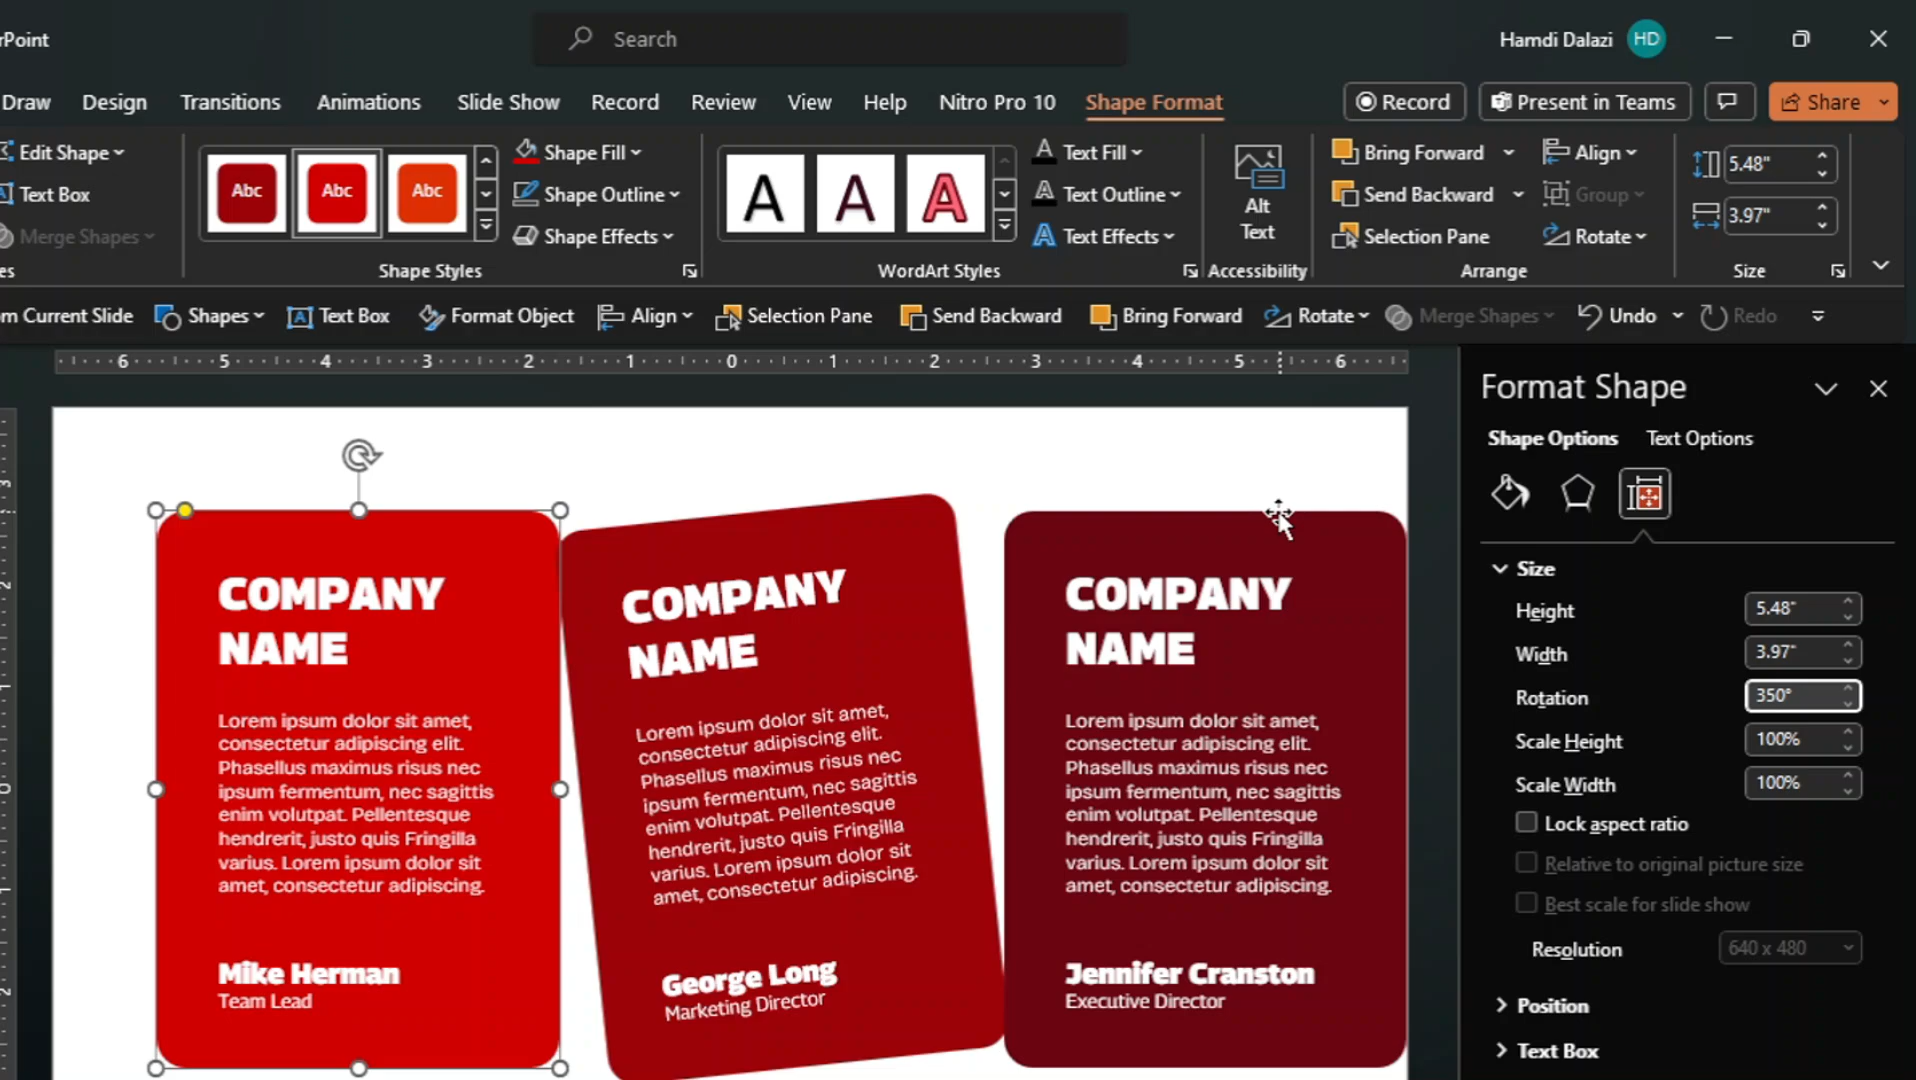 rPoint
Search
Hamdi Dalazi HD
Draw Design Transitions Animations Slide Show Record Review View Help Nitro Pro 10 Shape Format Record Present in Teams Share
Edit Shape
Text Box
Merge Shapes
es
Abc Abc Abc
Shape Fill
Shape Outline
Shape Effects
Shape Styles
A A A
Text Fill
Text Outline
Text Effects
WordArt Styles
Alt
Text
Accessibility
Bring Forward
Send Backward
Selection Pane
Align
Group
Rotate
Arrange
5.48"
3.97"
Size
m Current Slide Shapes Text Box Format Object Align Selection Pane Send Backward Bring Forward Rotate Merge Shapes Undo Redo
6 5 4 3 2 1 0 1 2 3 4 5 6
3
2
1
0
1
2
COMPANY
NAME
Lorem ipsum dolor sit amet,
consectetur adipiscing elit.
Phasellus maximus risus nec
ipsum fermentum, nec sagittis
enim volutpat. Pellentesque
hendrerit, justo quis Fringilla
varius. Lorem ipsum dolor sit
amet, consectetur adipiscing.
Mike Herman
Team Lead
COMPANY
NAME
Lorem ipsum dolor sit amet,
consectetur adipiscing elit.
Phasellus maximus risus nec
ipsum fermentum, nec sagittis
enim volutpat. Pellentesque
hendrerit, justo quis Fringilla
varius. Lorem ipsum dolor sit
amet, consectetur adipiscing.
George Long
Marketing Director
COMPANY
NAME
Lorem ipsum dolor sit amet,
consectetur adipiscing elit.
Phasellus maximus risus nec
ipsum fermentum, nec sagittis
enim volutpat. Pellentesque
hendrerit, justo quis Fringilla
varius. Lorem ipsum dolor sit
amet, consectetur adipiscing.
Jennifer Cranston
Executive Director
Format Shape
Shape Options Text Options
Size
Height 5.48"
Width 3.97"
Rotation 350°
Scale Height 100%
Scale Width 100%
Lock aspect ratio
Relative to original picture size
Best scale for slide show
Resolution 640 x 480
Position
Text Box